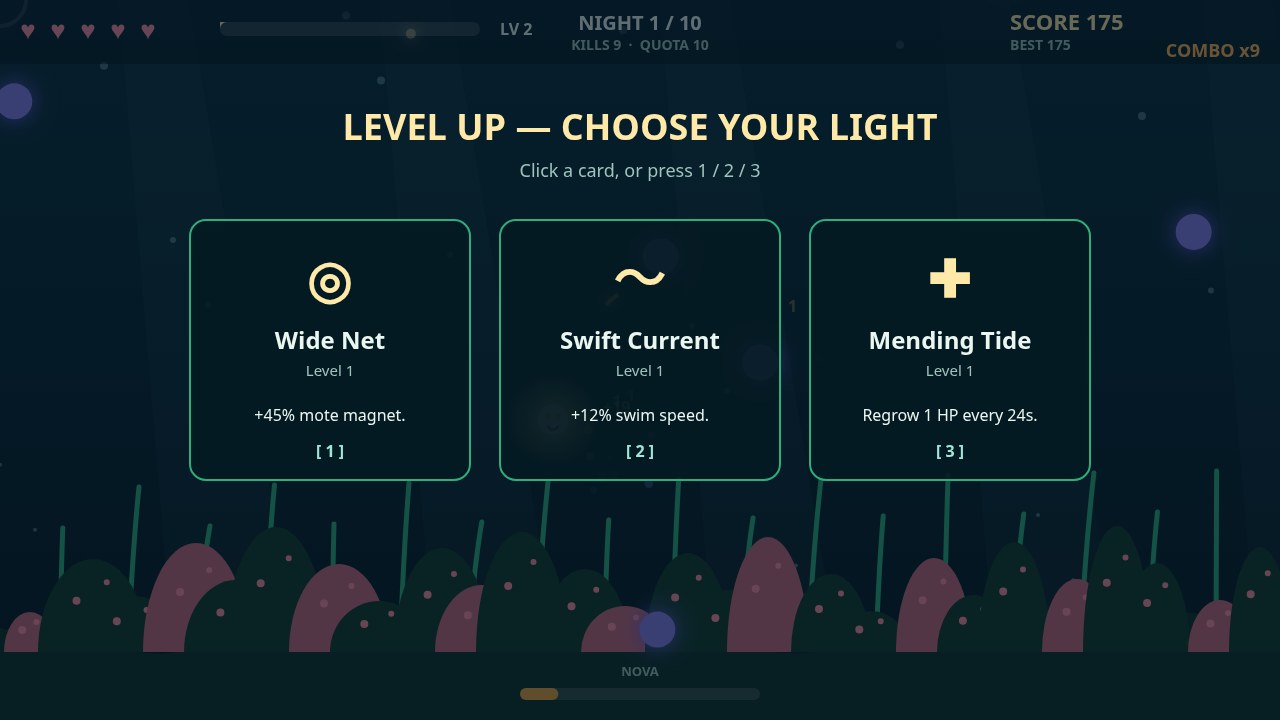 LV 2
NIGHT 1 / 10
KILLS 9 · QUOTA 10
SCORE 175
BEST 175
COMBO x9
LEVEL UP — CHOOSE YOUR LIGHT
Click a card, or press 1 / 2 / 3
Wide Net
Level 1
+45% mote magnet.
[ 1 ]
Swift Current
Level 1
+12% swim speed.
[ 2 ]
Mending Tide
Level 1
Regrow 1 HP every 24s.
[ 3 ]
1
NOVA